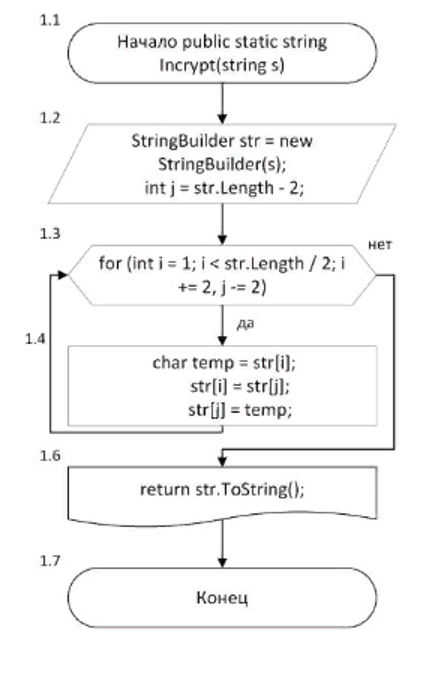 1.1
Начало public static string
Incrypt(string s)
1.2
StringBuilder str = new
StringBuilder(s);
int j = str.Length - 2;
1.3
нет
for (int i = 1; i < str.Length / 2; i
+= 2, j -= 2)
да
1.4
char temp = str[i];
str[i] = str[j];
str[j] = temp;
1.6
return str.ToString();
1.7
Конец